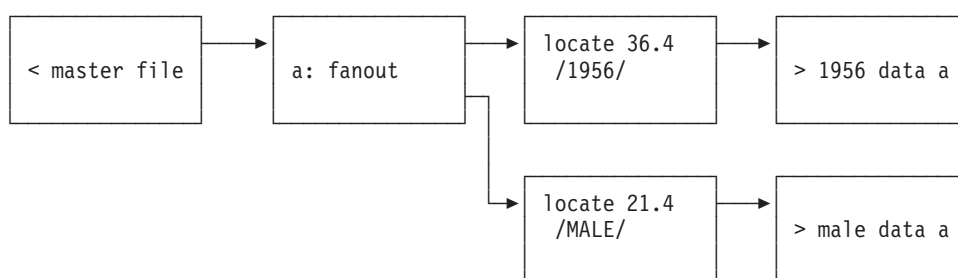 locate 36.4
< master file
a: fanout
/1956/
> 1956 data a
locate 21.4
/MALE/
> male data a